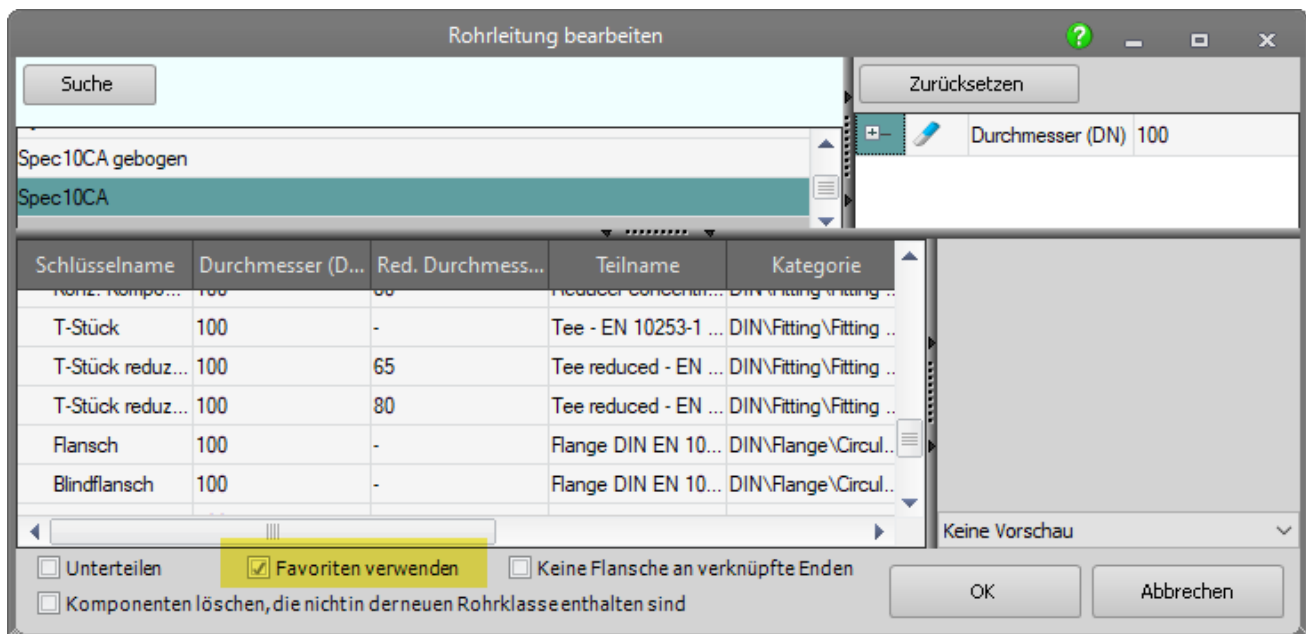 Rohrleitung bearbeiten
Suche
Zurücksetzen
Durchmesser (DN) 100
Spec10CA gebogen
Spec10CA
Schlüsselname Durchmesser (D... Red. Durchmess... Teilname Kategorie
T-Stück 100 - Tee - EN 10253-1 ... DIN\Fitting\Fitting ..
T-Stück reduz... 100 65 Tee reduced - EN ... DIN\Fitting\Fitting ..
T-Stück reduz... 100 80 Tee reduced - EN ... DIN\Fitting\Fitting ..
Flansch 100 - Flange DIN EN 10... DIN\Flange\Circul..
Blindflansch 100 - Flange DIN EN 10... DIN\Flange\Circul..
Keine Vorschau
Unterteilen Favoriten verwenden Keine Flansche an verknüpfte Enden
Komponenten löschen, die nicht in der neuen Rohrklasse enthalten sind
OK Abbrechen